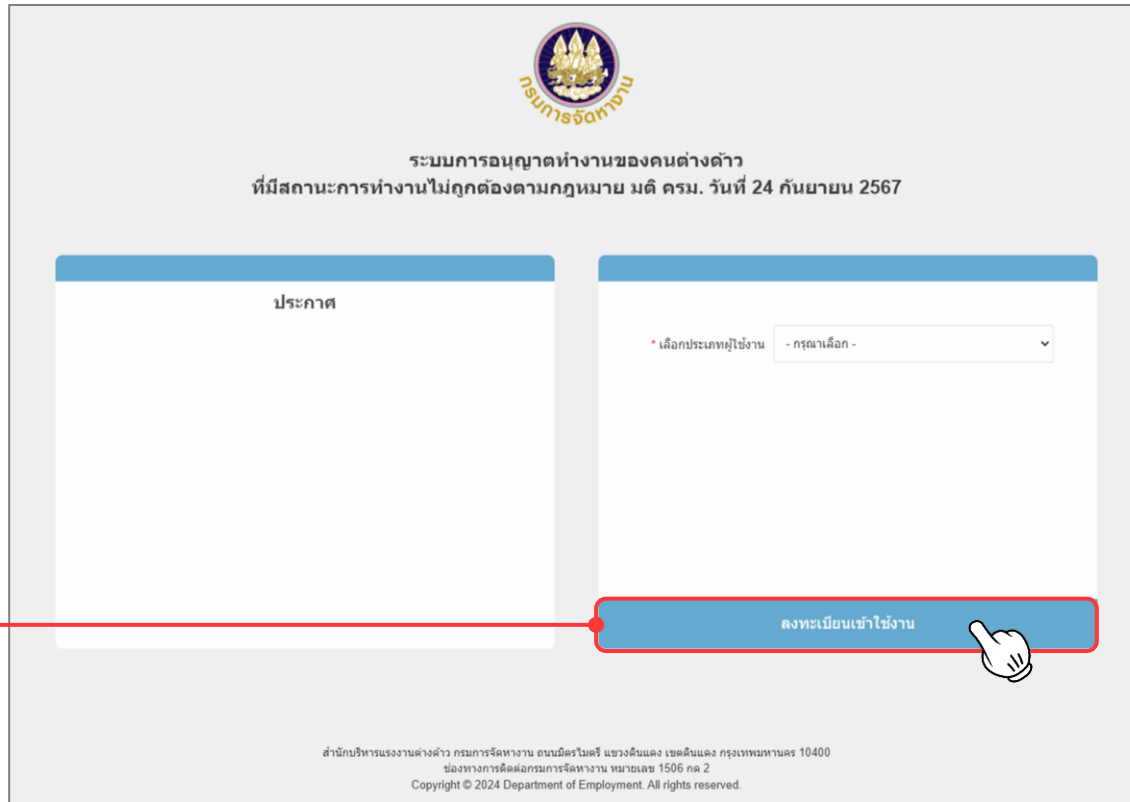 กรมการจัดหางาน
ระบบการอนุญาตทำงานของคนต่างด้าว
ที่มีสถานะการทำงานไม่ถูกต้องตามกฎหมาย มติ ครม. วันที่ 24 กันยายน 2567
ประกาศ
* เลือกประเภทผู้ใช้งาน - กรุณาเลือก -
ลงทะเบียนเข้าใช้งาน
สำนักบริหารแรงงานต่างด้าว กรมการจัดหางาน ถนนมิตรไมตรี แขวงดินแดง เขตดินแดง กรุงเทพมหานคร 10400
ช่องทางการติดต่อกรมการจัดหางาน หมายเลข 1506 กด 2
Copyright © 2024 Department of Employment. All rights reserved.